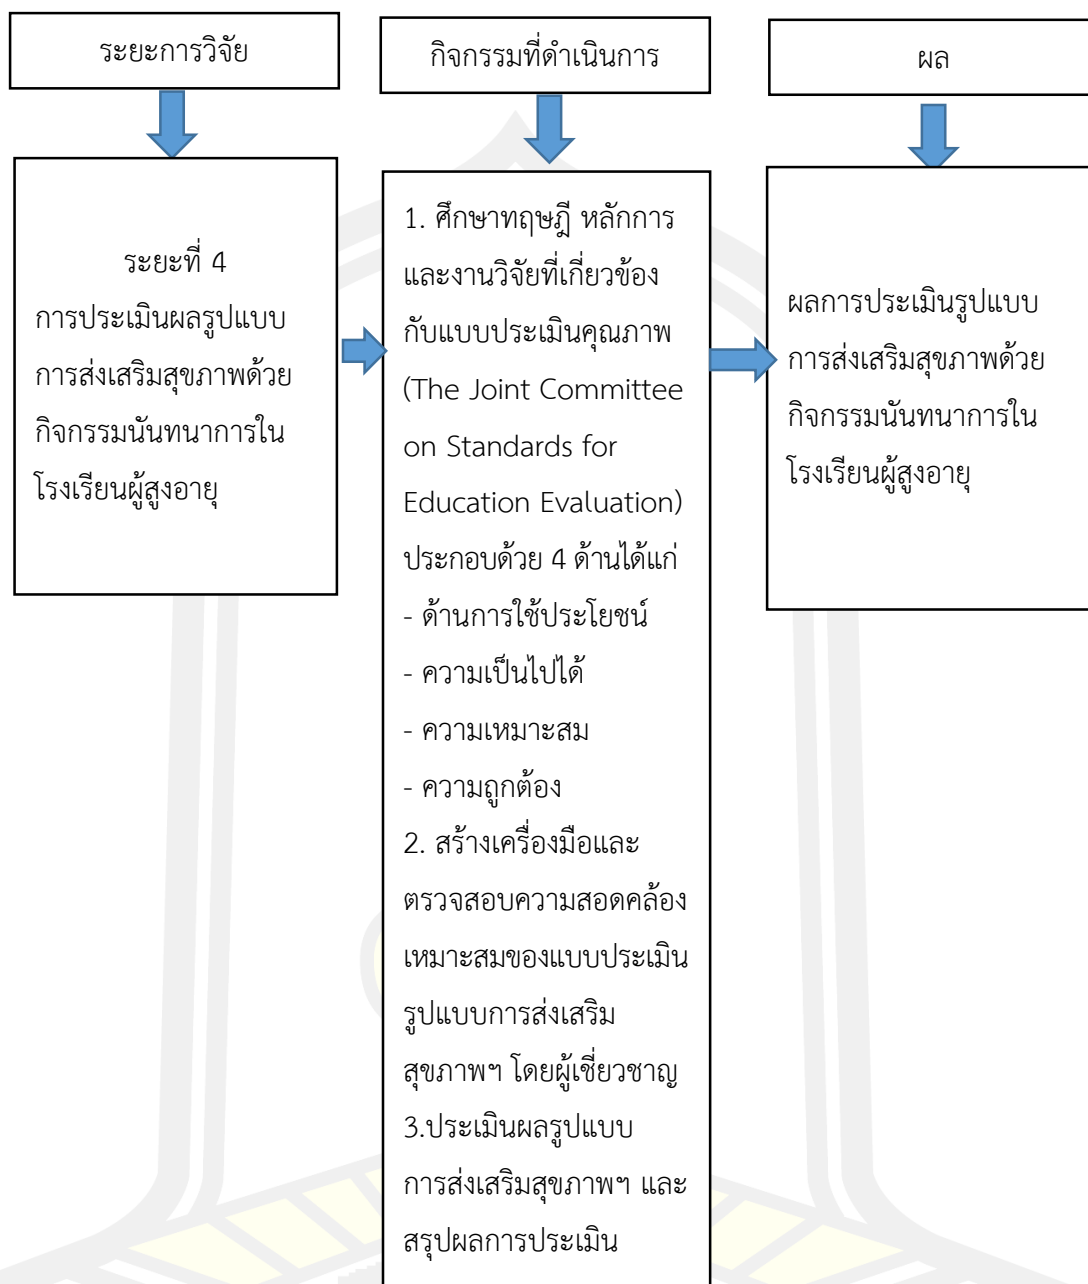 ระยะการวิจัย
กิจกรรมที่ดำเนินการ
ผล
ระยะที่ 4
การประเมินผลรูปแบบ
การส่งเสริมสุขภาพด้วย
กิจกรรมนันทนาการใน
โรงเรียนผู้สูงอายุ
1. ศึกษาทฤษฎี หลักการ
และงานวิจัยที่เกี่ยวข้อง
กับแบบประเมินคุณภาพ
(The Joint Committee
on Standards for
Education Evaluation)
ประกอบด้วย 4 ด้านได้แก่
- ด้านการใช้ประโยชน์
- ความเป็นไปได้
- ความเหมาะสม
- ความถูกต้อง
2. สร้างเครื่องมือและ
ตรวจสอบความสอดคล้อง
เหมาะสมของแบบประเมิน
รูปแบบการส่งเสริม
สุขภาพฯ โดยผู้เชี่ยวชาญ
3.ประเมินผลรูปแบบ
การส่งเสริมสุขภาพฯ และ
สรุปผลการประเมิน
ผลการประเมินรูปแบบ
การส่งเสริมสุขภาพด้วย
กิจกรรมนันทนาการใน
โรงเรียนผู้สูงอายุ